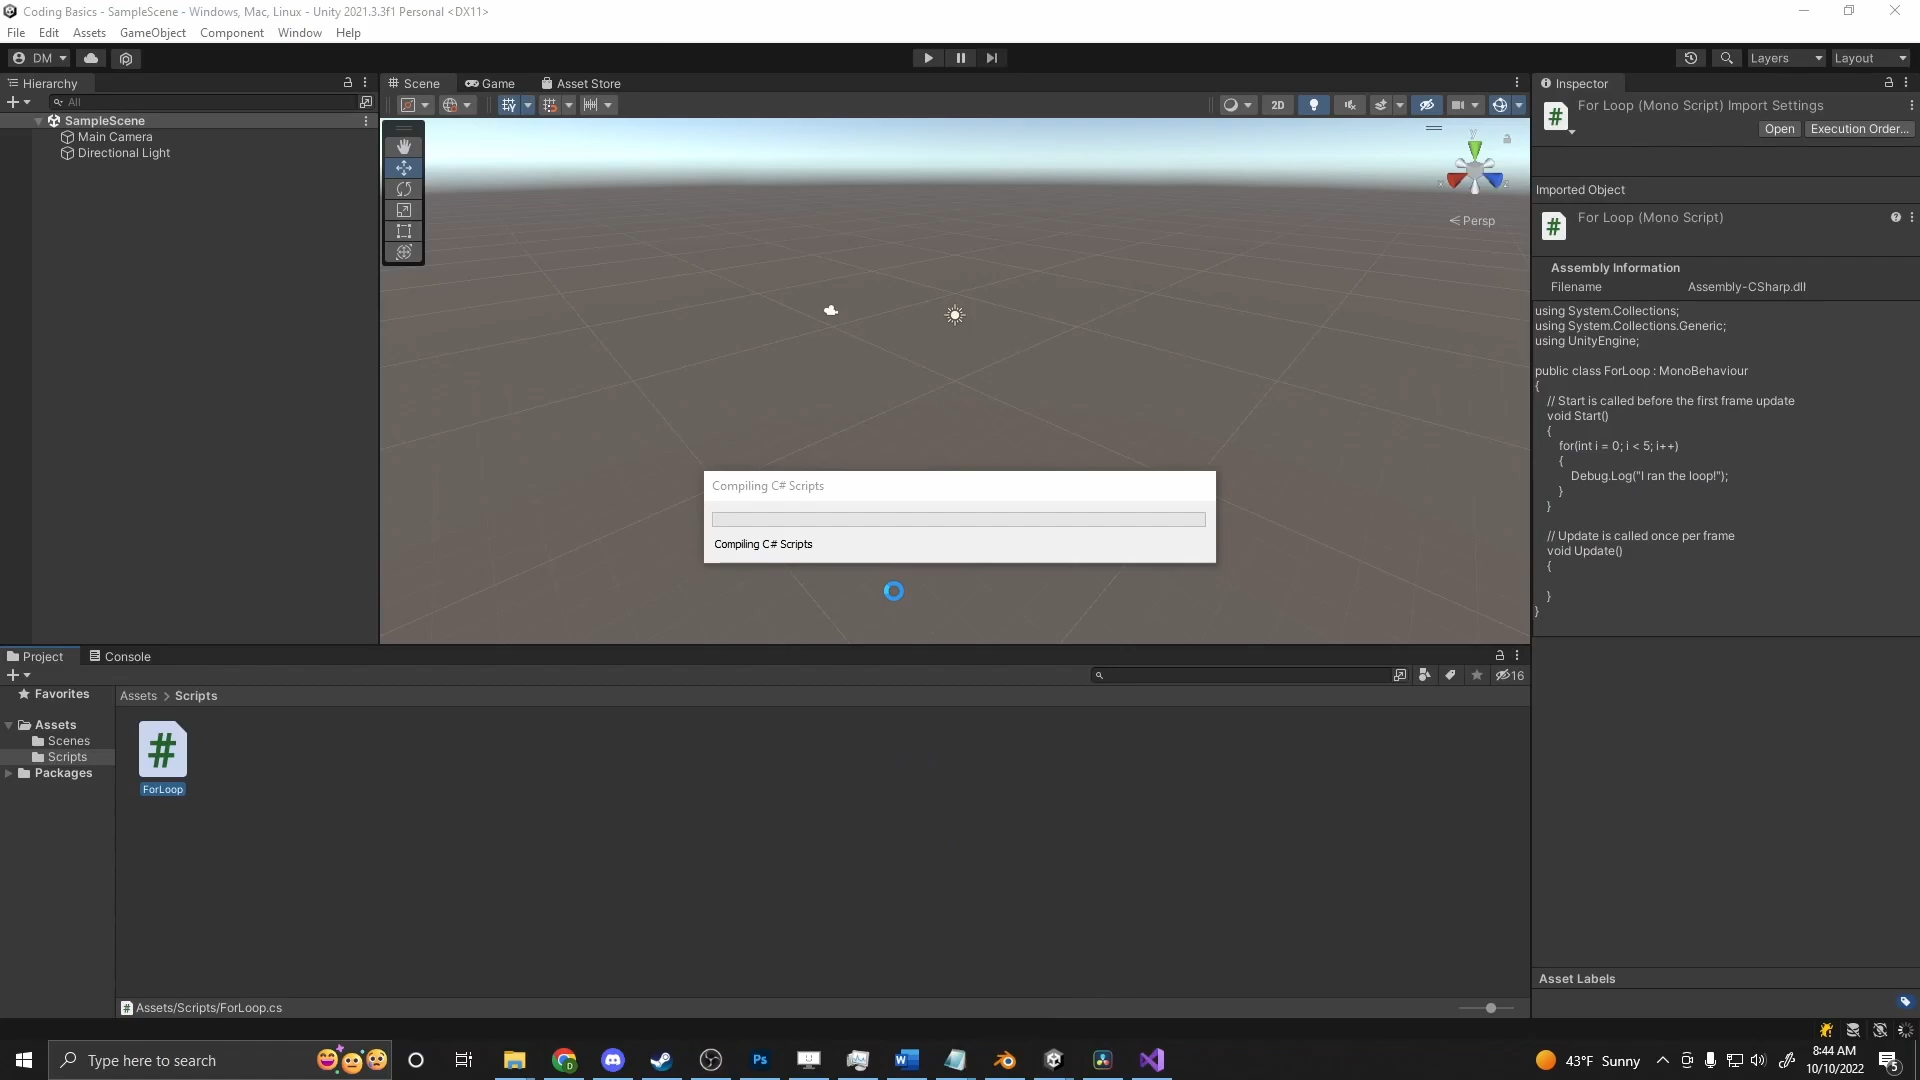 Coding Basics - SampleScene - Windows, Mac, Linux - Unity 2021.3.3f1 Personal <DX11>
File Edit Assets GameObject Component Window Help
DM
Layers
Layout
Hierarchy
All
SampleScene
Main Camera
Directional Light
Scene
Game
Asset Store
2D
y
x
z
< Persp
Compiling C# Scripts
Compiling C# Scripts
Inspector
For Loop (Mono Script) Import Settings
Open
Execution Order...
Imported Object
For Loop (Mono Script)
Assembly Information
Filename Assembly-CSharp.dll
using System.Collections;
using System.Collections.Generic;
using UnityEngine;
public class ForLoop : MonoBehaviour
{
// Start is called before the first frame update
void Start()
{
for(int i = 0; i < 5; i++)
{
Debug.Log("I ran the loop!");
}
}
// Update is called once per frame
void Update()
{
}
}
Project
Console
16
Favorites
Assets
Scenes
Scripts
Packages
Assets > Scripts
#
ForLoop
Assets/Scripts/ForLoop.cs
Asset Labels
Type here to search
D
Ps
W
43°F Sunny
8:44 AM
10/10/2022
5